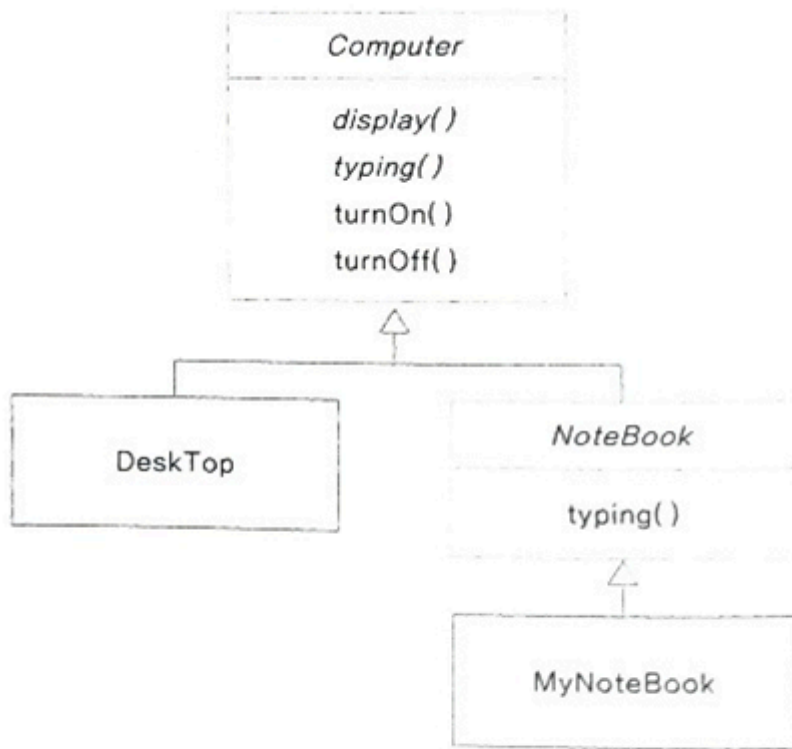 Computer
display()
typing()
turnOn()
turnOff()
DeskTop
NoteBook
typing()
MyNoteBook